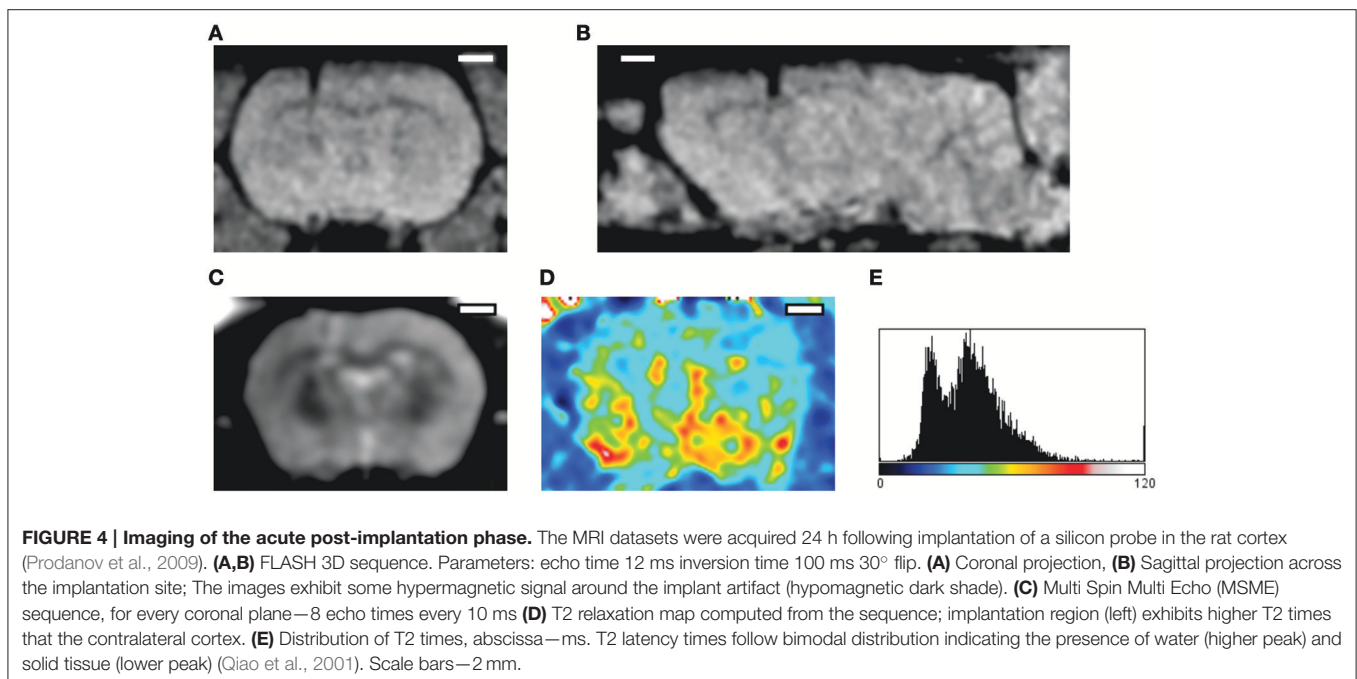 A
B
C
D
E
0
120
FIGURE 4 | Imaging of the acute post-implantation phase. The MRI datasets were acquired 24 h following implantation of a silicon probe in the rat cortex
(Prodanov et al., 2009). (A,B) FLASH 3D sequence. Parameters: echo time 12 ms inversion time 100 ms 30° flip. (A) Coronal projection, (B) Sagittal projection across
the implantation site; The images exhibit some hypermagnetic signal around the implant artifact (hypomagnetic dark shade). (C) Multi Spin Multi Echo (MSME)
sequence, for every coronal plane—8 echo times every 10 ms (D) T2 relaxation map computed from the sequence; implantation region (left) exhibits higher T2 times
that the contralateral cortex. (E) Distribution of T2 times, abscissa—ms. T2 latency times follow bimodal distribution indicating the presence of water (higher peak) and
solid tissue (lower peak) (Qiao et al., 2001). Scale bars—2 mm.